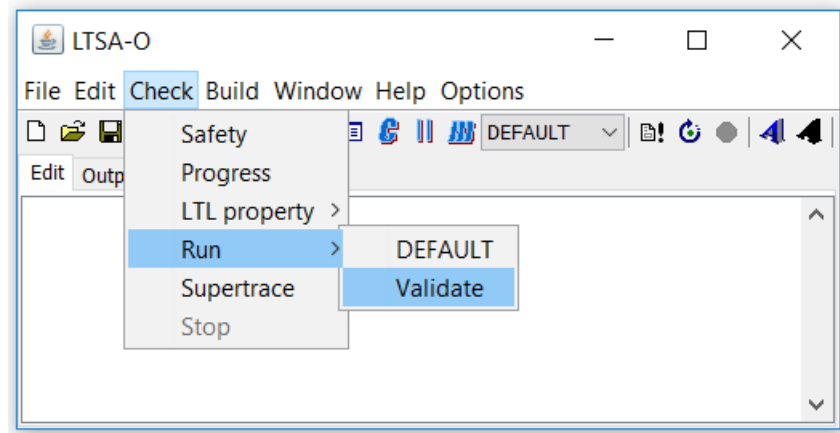 LTSA-O
File Edit Check Build Window Help Options
DEFAULT
Edit Outp
Safety
Progress
LTL property >
Run >
DEFAULT
Validate
Supertrace
Stop